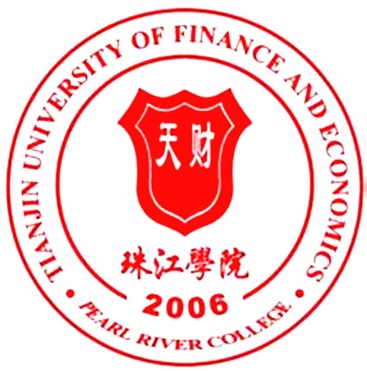 TIANJIN UNIVERSITY OF FINANCE AND ECONOMICS
天财
珠江學院
2006
PEARL RIVER COLLEGE